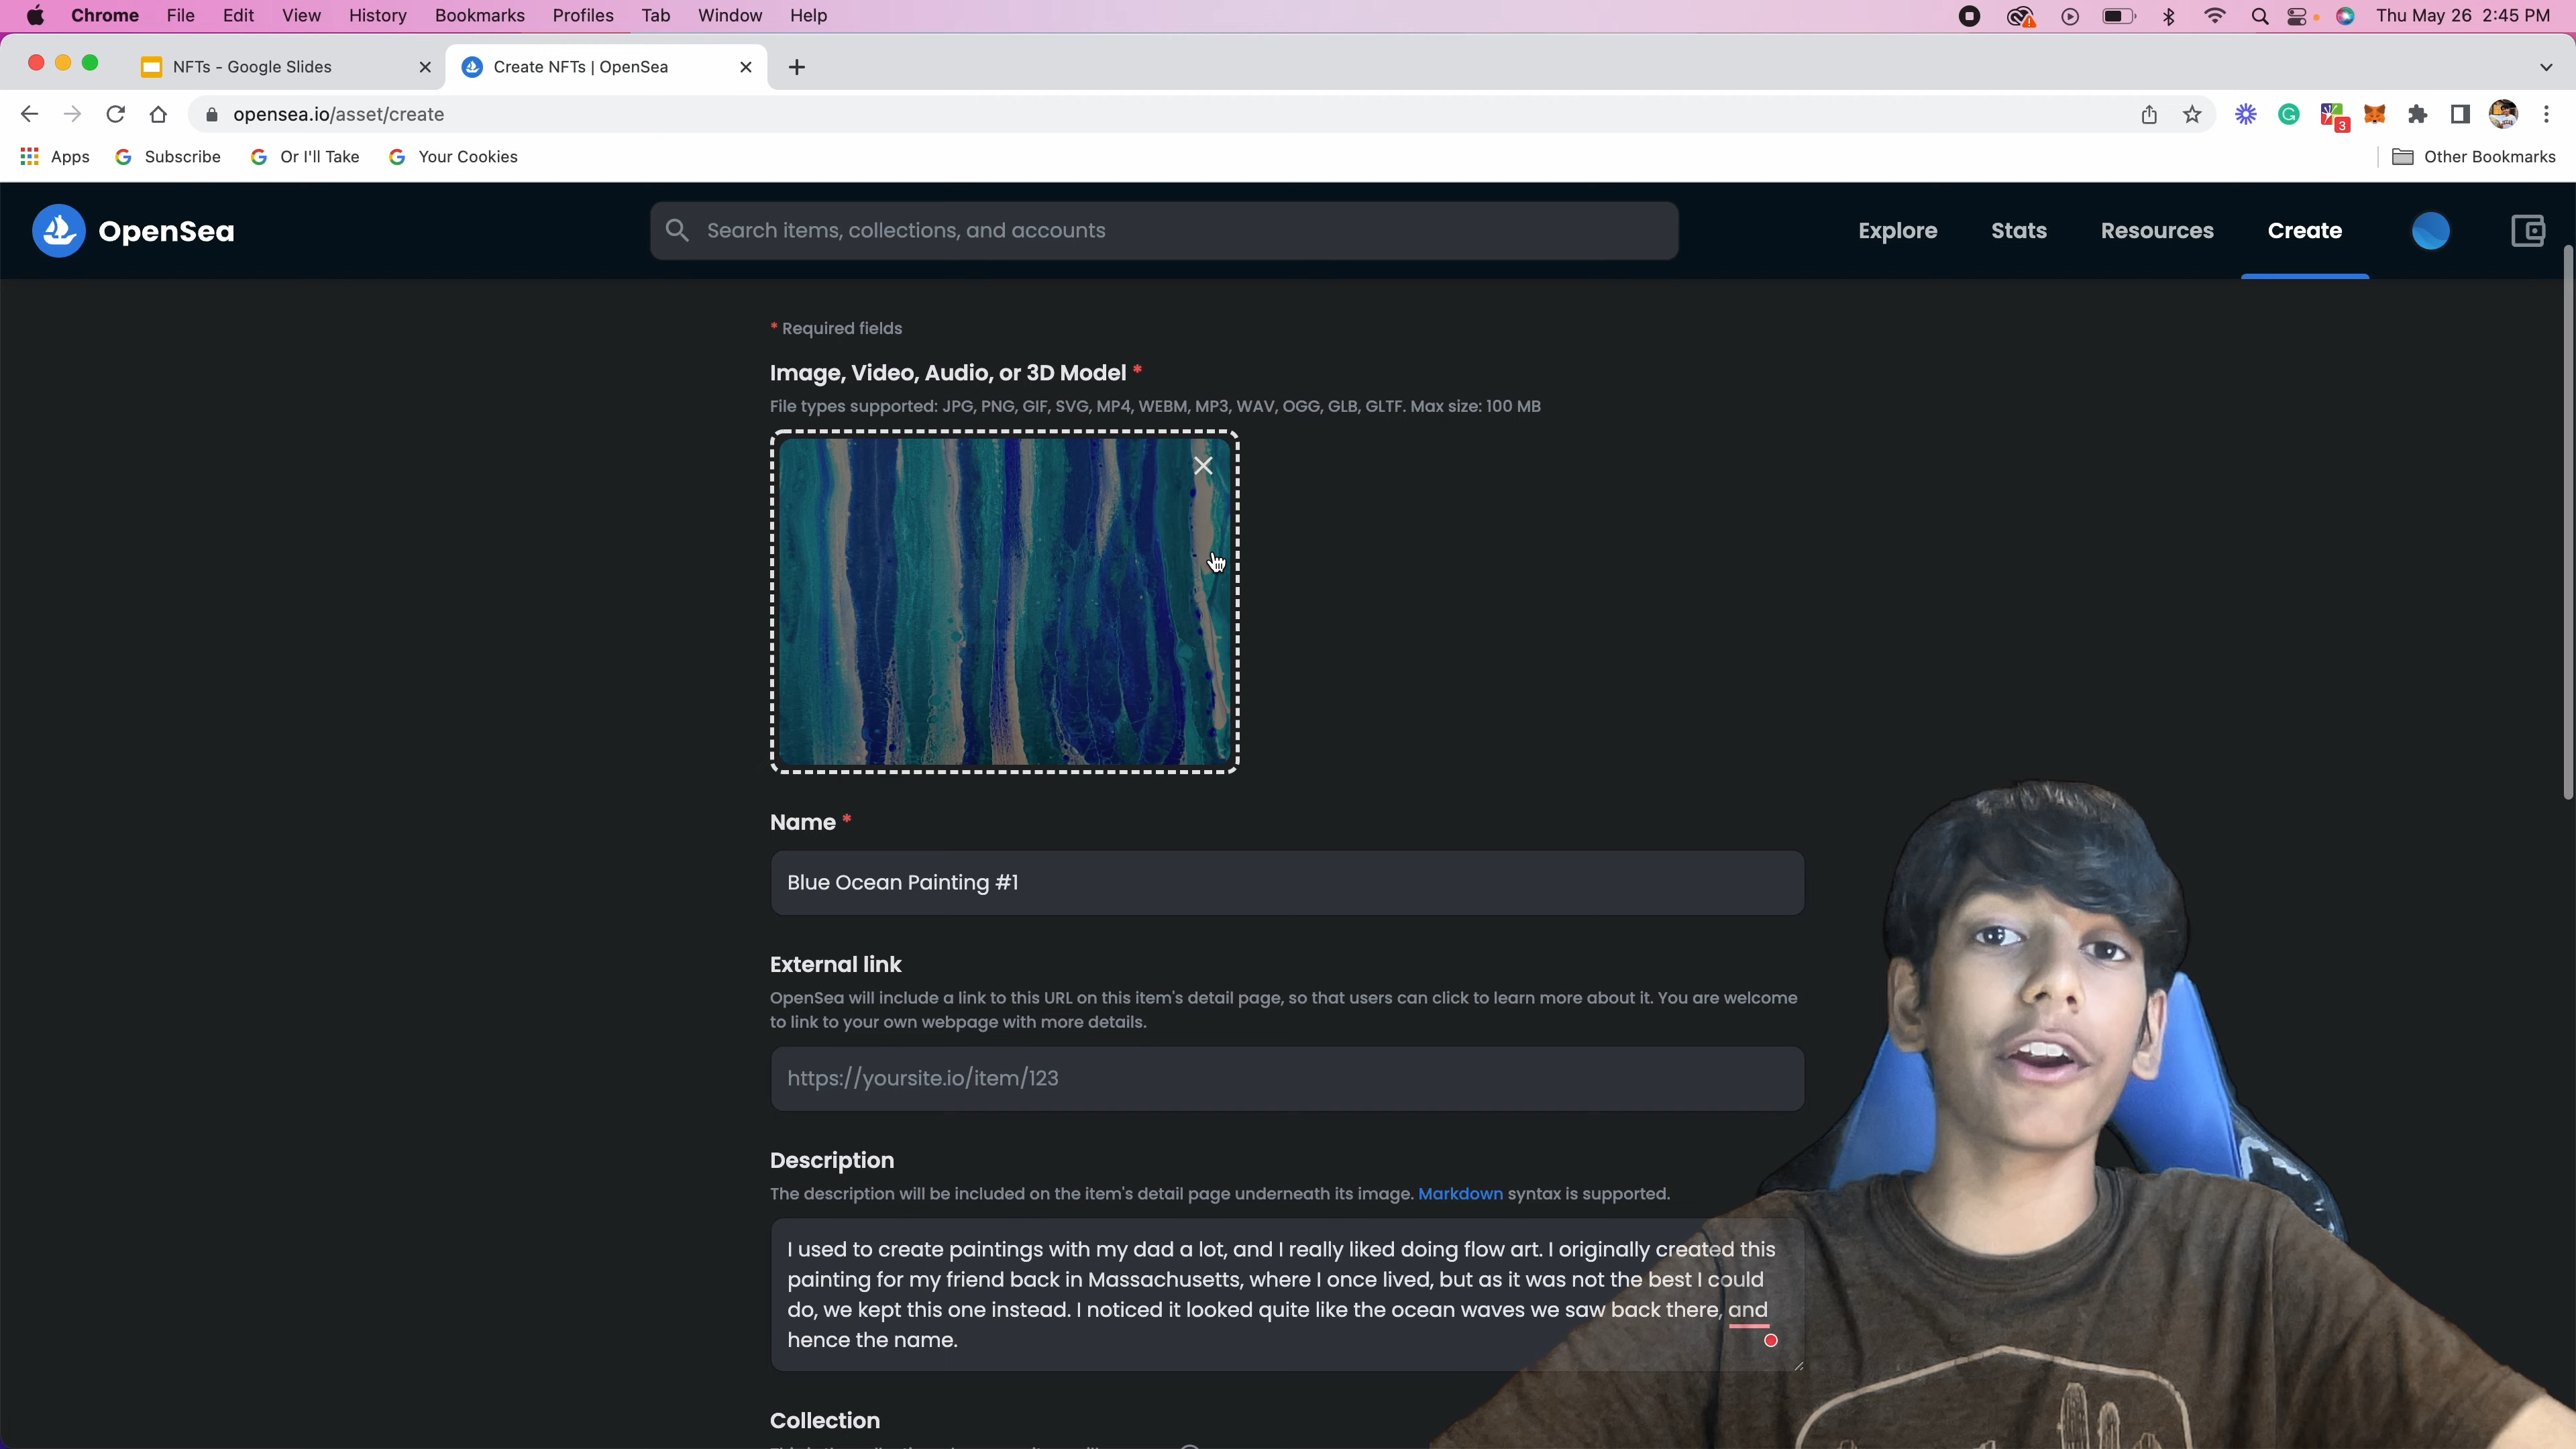 Chrome File Edit View History Bookmarks Profiles Tab Window Help Thu May 26 2:45 PM
NFTs - Google Slides Create NFTs | OpenSea
opensea.io/asset/create
3
Apps Subscribe Or I'll Take Your Cookies Other Bookmarks
OpenSea Search items, collections, and accounts Explore Stats Resources Create
* Required fields
Image, Video, Audio, or 3D Model *
File types supported: JPG, PNG, GIF, SVG, MP4, WEBM, MP3, WAV, OGG, GLB, GLTF. Max size: 100 MB
Name *
Blue Ocean Painting #1
External link
OpenSea will include a link to this URL on this item's detail page, so that users can click to learn more about it. You are welcome
to link to your own webpage with more details.
https://yoursite.io/item/123
Description
The description will be included on the item's detail page underneath its image. Markdown syntax is supported.
I used to create paintings with my dad a lot, and I really liked doing flow art. I originally created this
painting for my friend back in Massachusetts, where I once lived, but as it was not the best I could
do, we kept this one instead. I noticed it looked quite like the ocean waves we saw back there, and
hence the name.
Collection